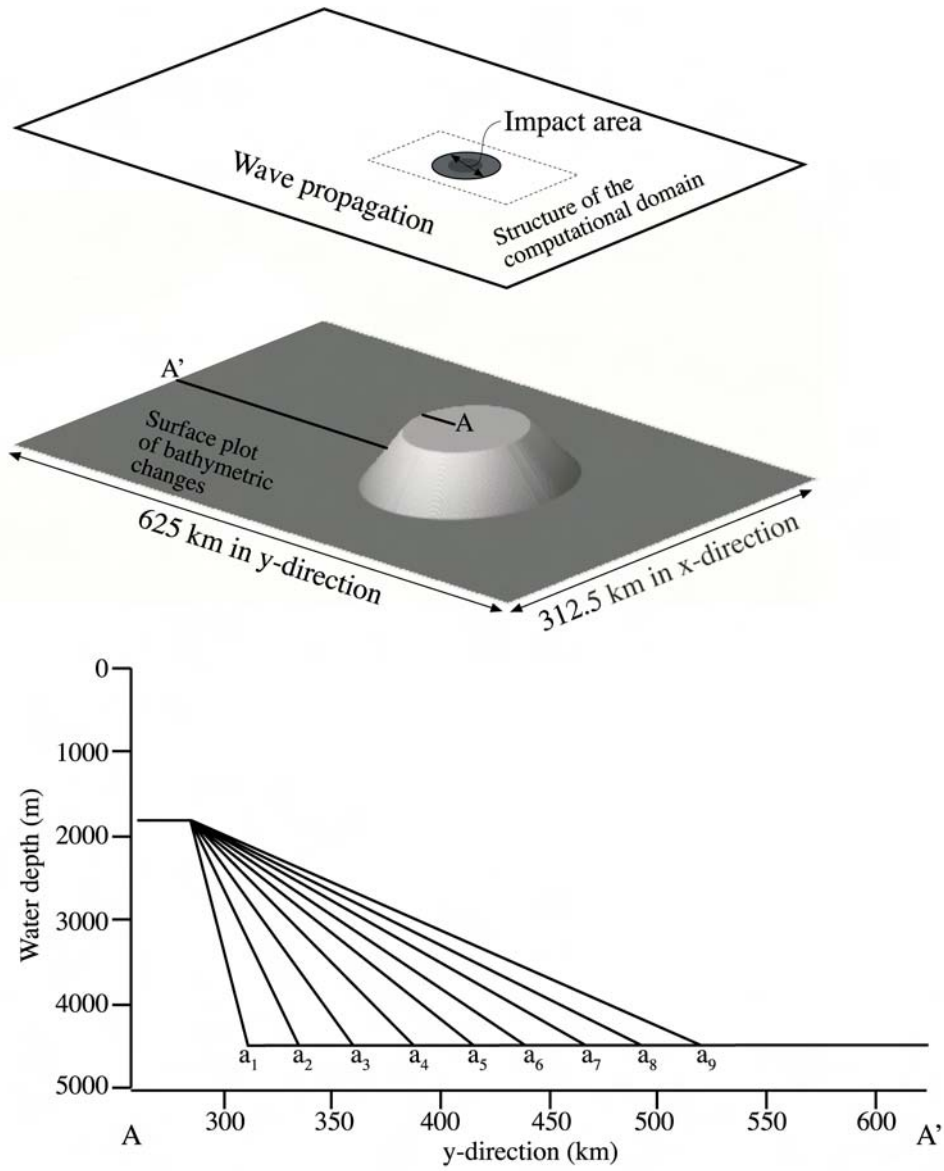 Impact area
Wave propagation
Structure of the
computational domain
A'
A
Surface plot
of bathymetric
changes
625 km in y-direction
312.5 km in x-direction
0
1000
2000
3000
4000
5000
Water depth (m)
a₁ a₂ a₃ a₄ a₅ a₆ a₇ a₈ a₉
300 350 400 450 500 550 600
A A'
y-direction (km)